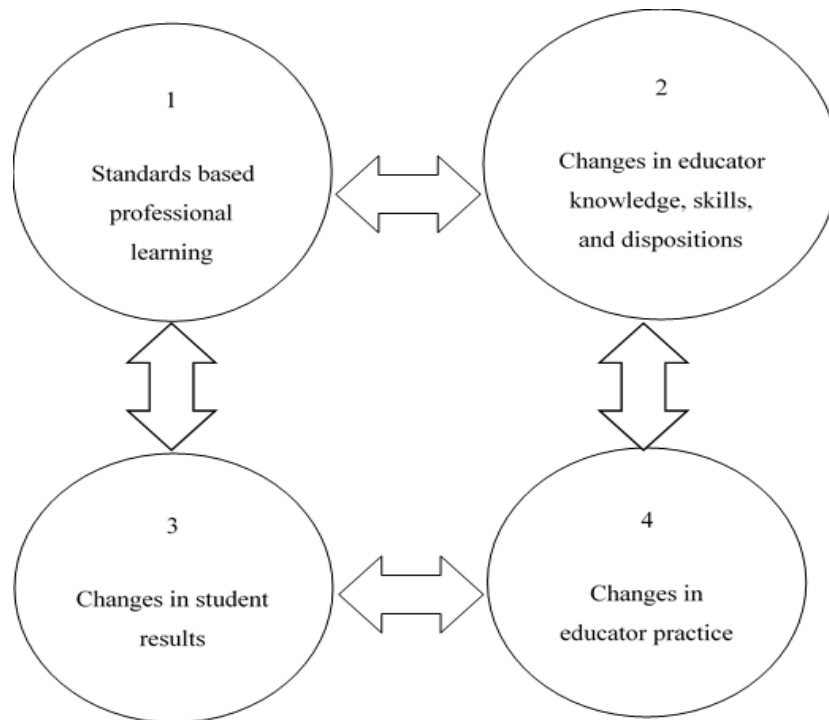 1
Standards based
professional
learning
2
Changes in educator
knowledge, skills,
and dispositions
3
Changes in student
results
4
Changes in
educator practice